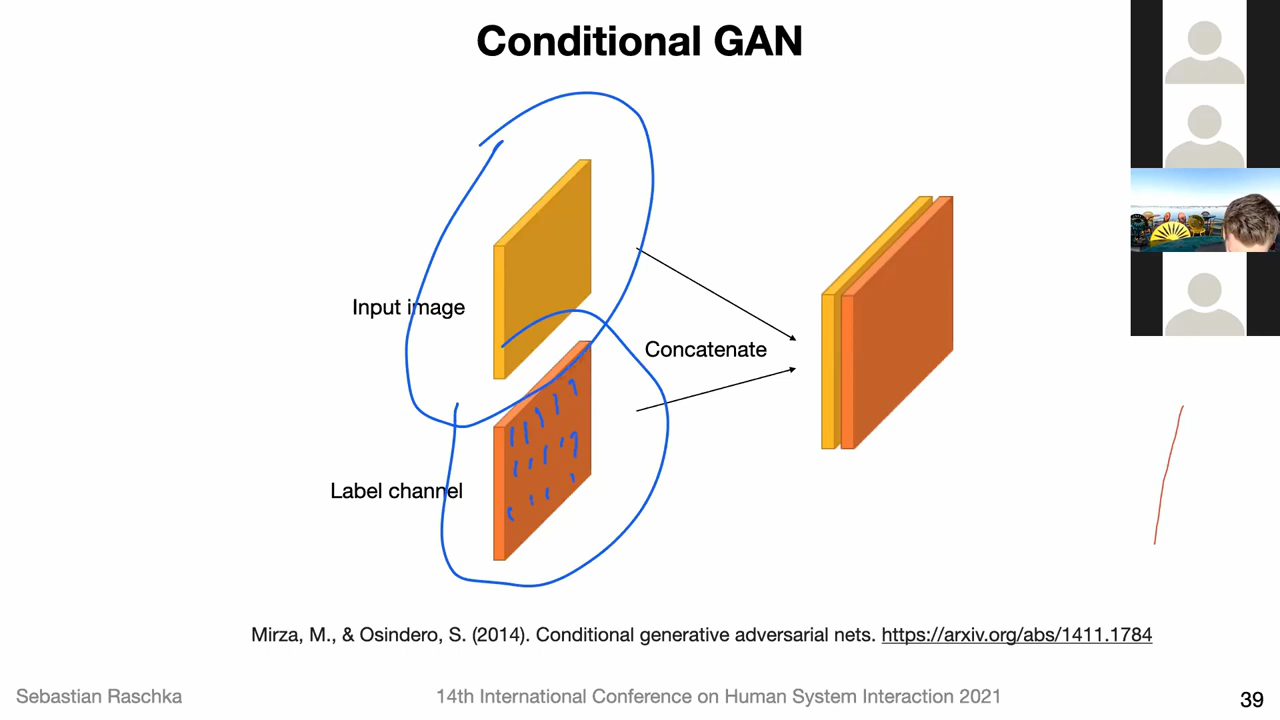 Conditional GAN
Input image
Concatenate
Label channel
Mirza, M., & Osindero, S. (2014). Conditional generative adversarial nets. https://arxiv.org/abs/1411.1784
Sebastian Raschka
14th International Conference on Human System Interaction 2021
39